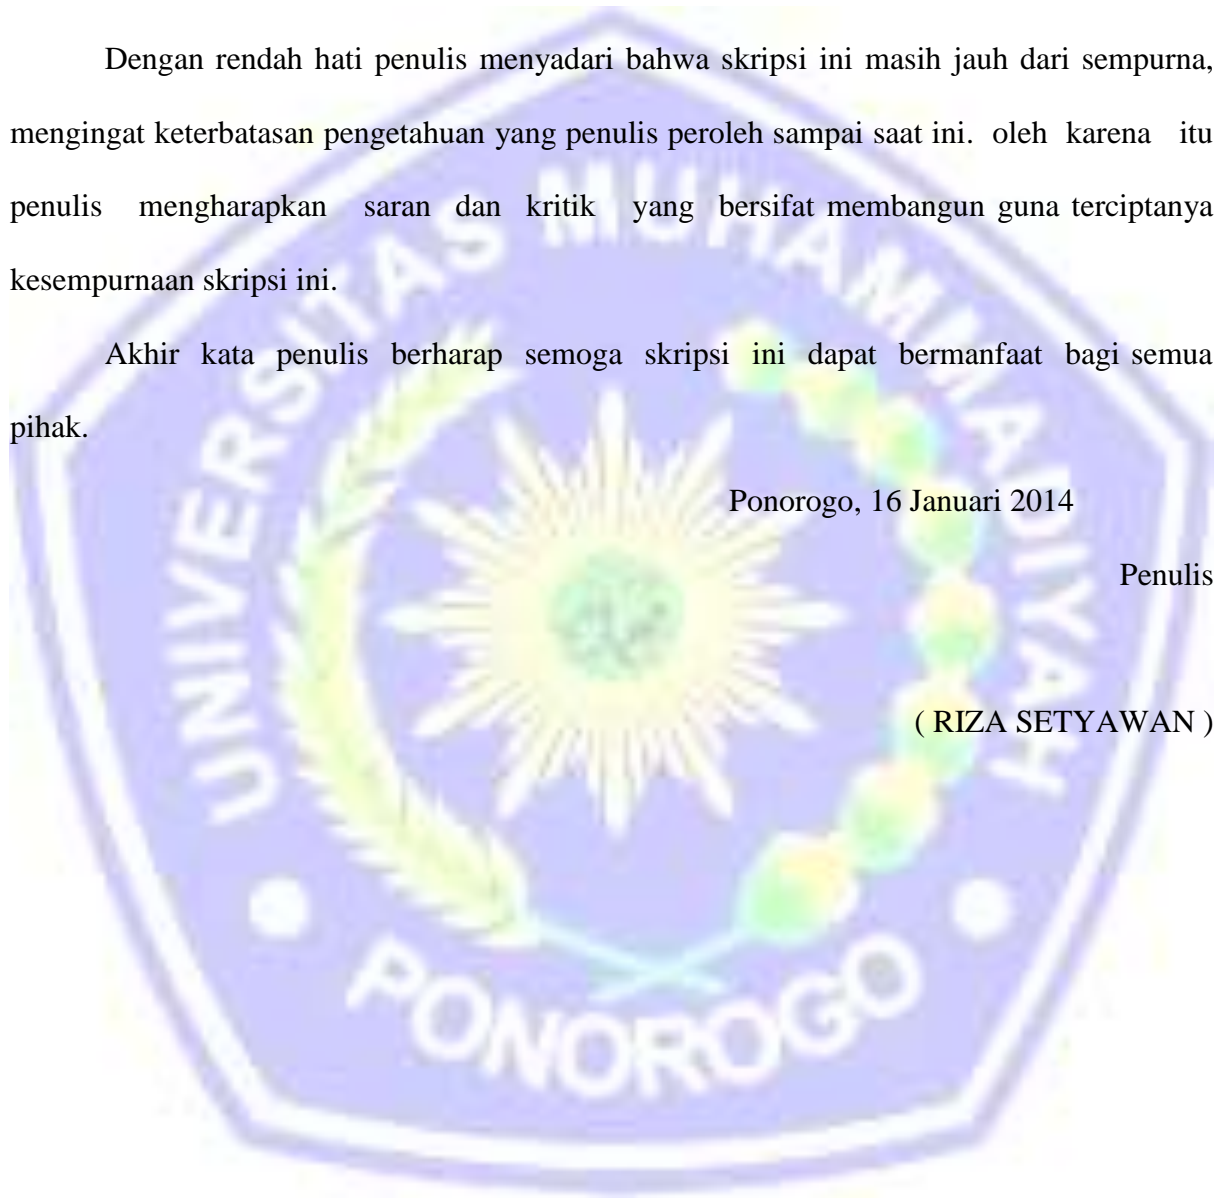 Dengan rendah hati penulis menyadari bahwa skripsi ini masih jauh dari sempurna,
mengingat keterbatasan pengetahuan yang penulis peroleh sampai saat ini. oleh karena itu
penulis mengharapkan saran dan kritik yang bersifat membangun guna terciptanya
kesempurnaan skripsi ini.
Akhir kata penulis berharap semoga skripsi ini dapat bermanfaat bagi semua
pihak.
Ponorogo, 16 Januari 2014
Penulis
( RIZA SETYAWAN )
UNIVERSITAS MUHAMMADIYAH
PONOROGO